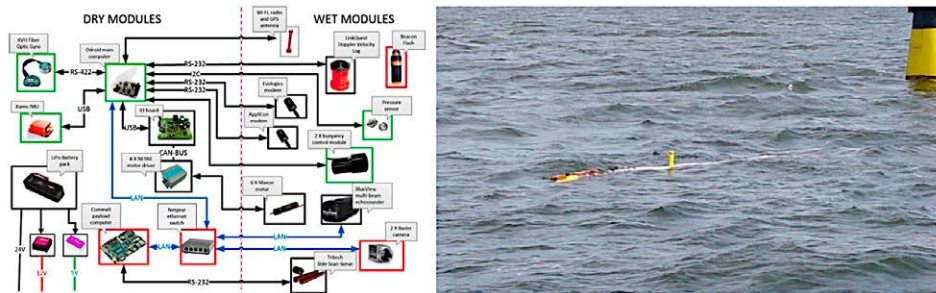 DRY MODULES
WET MODULES
Wi-Fi, radio
and GPS
antenna
KVH Fiber
Optic Gyro
Odroid main
computer
LinkQuest
Doppler Velocity
Log
Beacon
Flash
RS-232
I2C
RS-232
RS-232
RS-422
Evologics
modem
USB
Xsens IMU
IO board
AppliCon
modem
Pressure
sensor
USB
2 X buoyancy
control module
CAN-BUS
LiPo Battery
pack
motor driver
6 X Maxon
motor
BlueView
multi-beam
echosounder
LAN
Commell
payload
computer
Netgear
ethernet
switch
LAN
2 X Basler
camera
24V
LAN
LAN
12V
5V
RS-232
Tritech
Side Scan Sonar